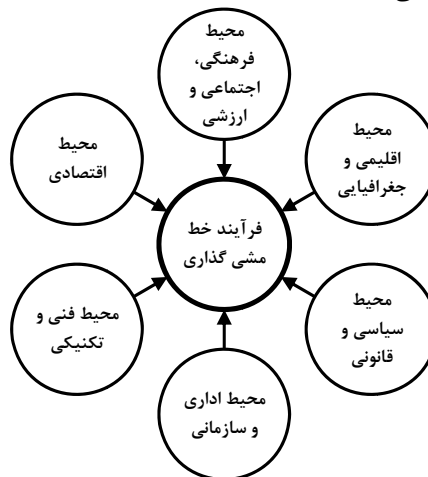 محیط
فرهنگی،
اجتماعی و
ارزشی
محیط
اقلیمی و
جغرافیایی
محیط
اقتصادی
فرآیند خط
مشی گذاری
محیط
سیاسی و
قانونی
محیط فنی و
تکنیکی
محیط اداری
و سازمانی